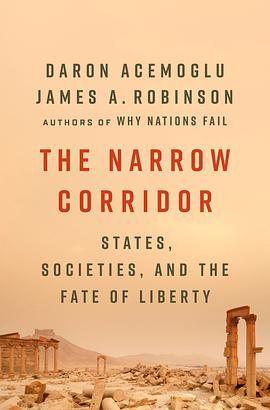 DARON ACEMOGLU
JAMES A. ROBINSON
AUTHORS OF WHY NATIONS FAIL
THE NARROW
CORRIDOR
STATES,
SOCIETIES, AND THE
FATE OF LIBERTY